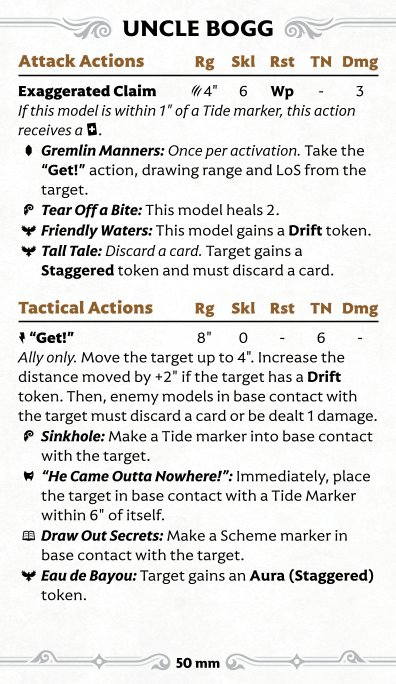 UNCLE BOGG
Attack Actions Rg Skl Rst TN Dmg
Exaggerated Claim 4" 6 Wp - 3
If this model is within 1" of a Tide marker, this action
receives a .
Gremlin Manners: Once per activation. Take the
“Get!” action, drawing range and LoS from the
target.
Tear Off a Bite: This model heals 2.
Friendly Waters: This model gains a Drift token.
Tall Tale: Discard a card. Target gains a
Staggered token and must discard a card.
Tactical Actions Rg Skl Rst TN Dmg
“Get!” 8" 0 - 6 -
Ally only. Move the target up to 4". Increase the
distance moved by +2" if the target has a Drift
token. Then, enemy models in base contact with
the target must discard a card or be dealt 1 damage.
Sinkhole: Make a Tide marker into base contact
with the target.
“He Came Outta Nowhere!”: Immediately, place
the target in base contact with a Tide Marker
within 6" of itself.
Draw Out Secrets: Make a Scheme marker in
base contact with the target.
Eau de Bayou: Target gains an Aura (Staggered)
token.
50 mm